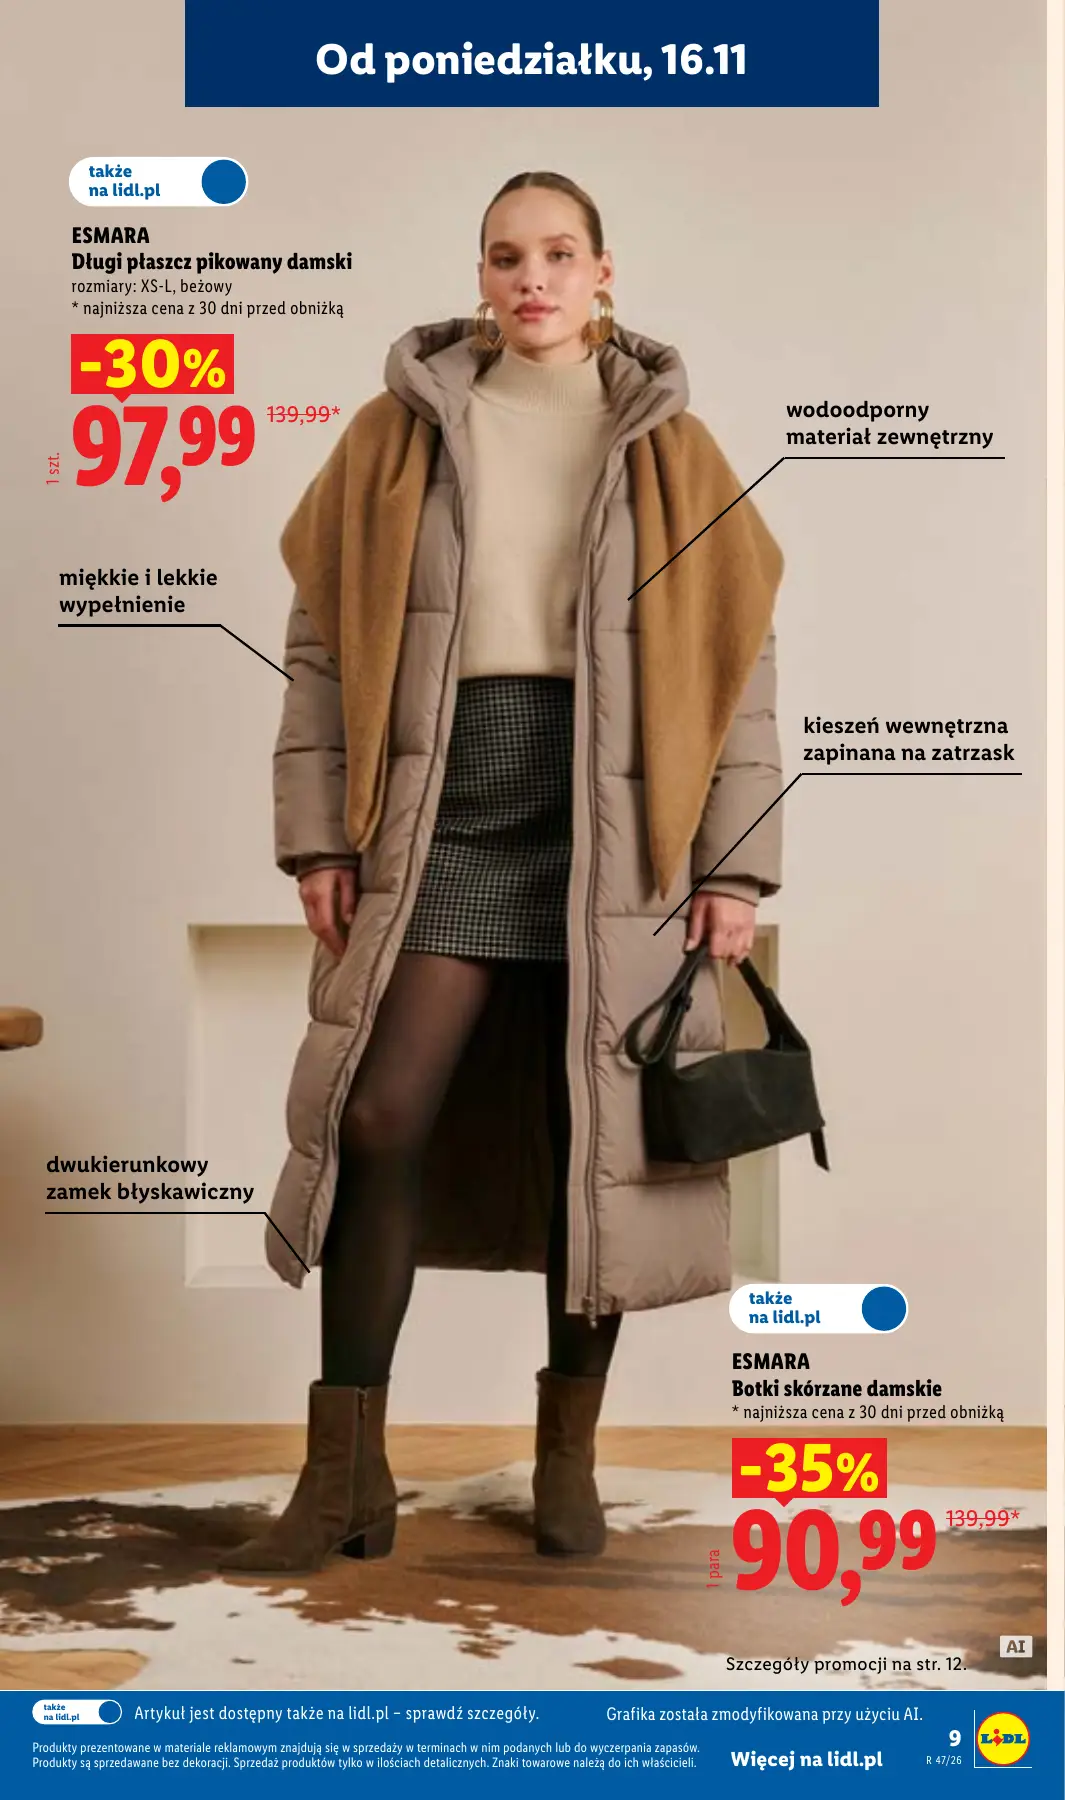 Od poniedziałku, 16.11
także
na lidl.pl
ESMARA
Długi płaszcz pikowany damski
rozmiary: XS-L, beżowy
* najniższa cena z 30 dni przed obniżką
-30%
139,99*
97,99
1 szt.
wodoodporny
materiał zewnętrzny
miękkie i lekkie
wypełnienie
kieszeń wewnętrzna
zapinana na zatrzask
dwukierunkowy
zamek błyskawiczny
także
na lidl.pl
ESMARA
Botki skórzane damskie
* najniższa cena z 30 dni przed obniżką
-35%
139,99*
90,99
1 para
AI
Szczegóły promocji na str. 12.
także
na lidl.pl
Artykuł jest dostępny także na lidl.pl – sprawdź szczegóły.
Grafika została zmodyfikowana przy użyciu AI.
Produkty prezentowane w materiale reklamowym znajdują się w sprzedaży w terminach w nim podanych lub do wyczerpania zapasów.
Produkty są sprzedawane bez dekoracji. Sprzedaż produktów tylko w ilościach detalicznych. Znaki towarowe należą do ich właścicieli.
Więcej na lidl.pl
9
R 47/26
LIDL